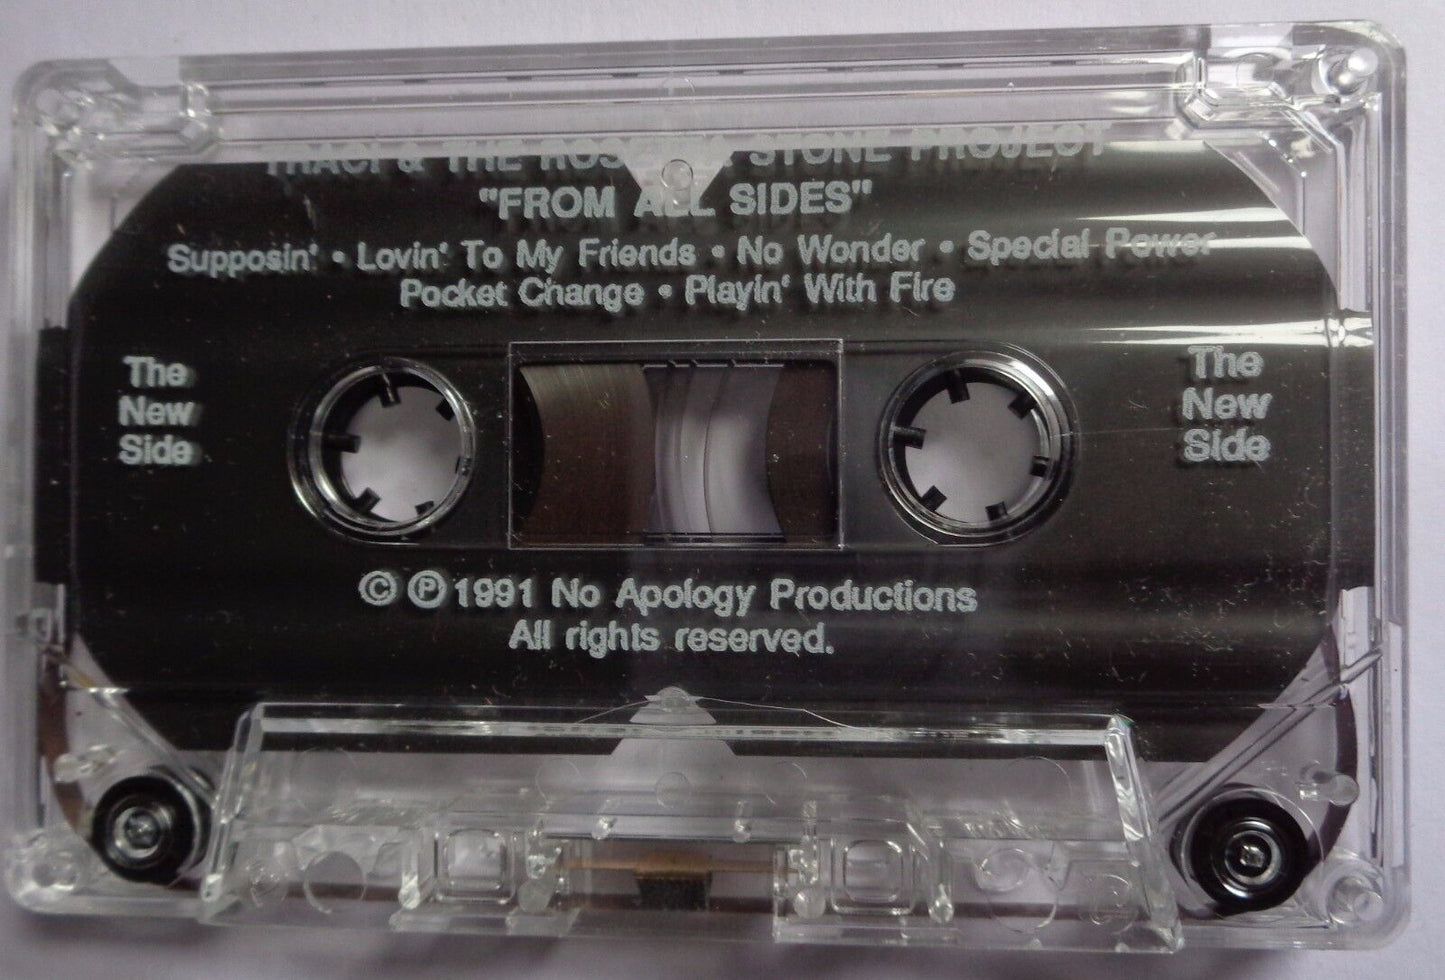 TRACI & THE ROSETTA STONE PROJECT
"FROM ALL SIDES"
Supposin' • Lovin' To My Friends • No Wonder • Special Power
Pocket Change • Playin' With Fire
The
New
Side
The
New
Side
© ℗ 1991 No Apology Productions
All rights reserved.